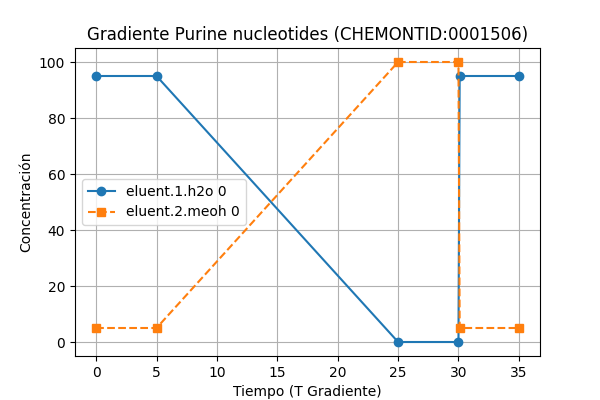 Gradiente Purine nucleotides (CHEMONTID:0001506)
100
80
60
40
20
0
Concentración
eluent.1.h2o 0
eluent.2.meoh 0
0 5 10 15 20 25 30 35
Tiempo (T Gradiente)